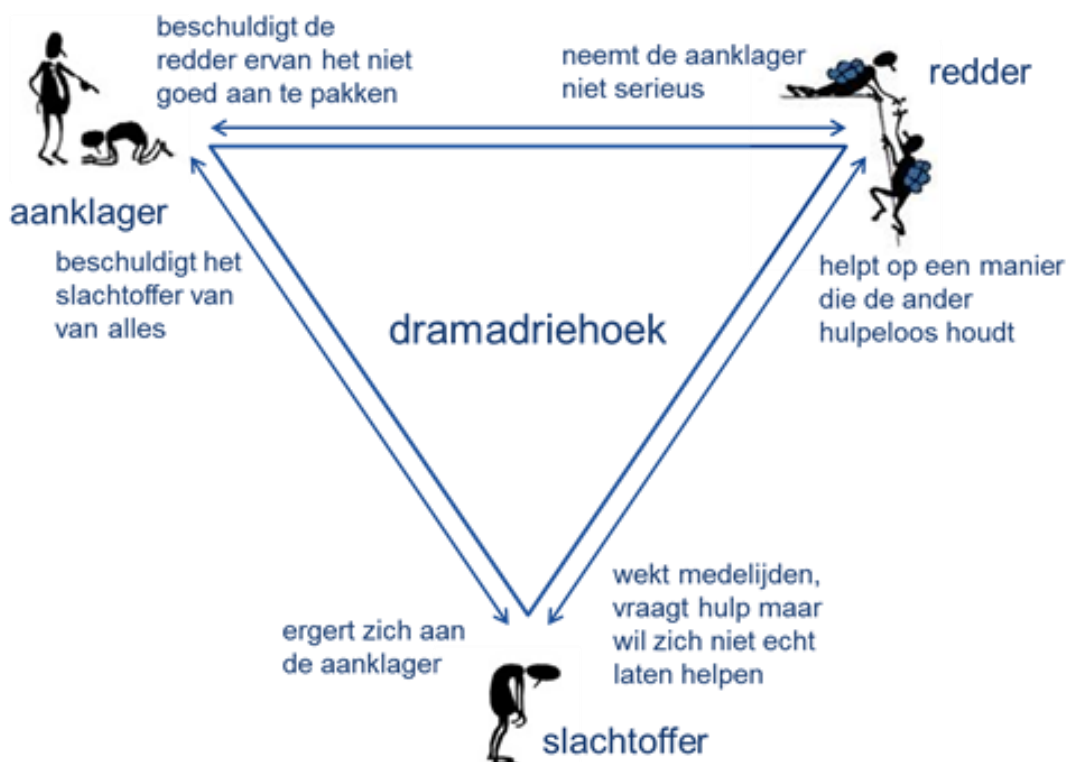 beschuldigt de
redder ervan het niet
goed aan te pakken
neemt de aanklager
niet serieus
redder
aanklager
beschuldigt het
slachtoffer van
van alles
helpt op een manier
die de ander
hulpeloos houdt
dramadriehoek
wekt medelijden,
vraagt hulp maar
wil zich niet echt
laten helpen
ergert zich aan
de aanklager
slachtoffer